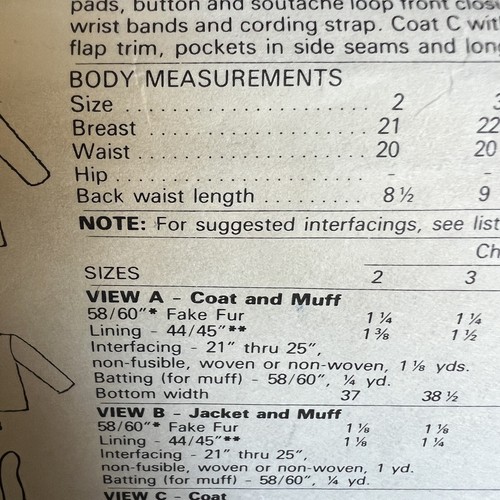 pads, button and soutache loop front
wrist bands and cording strap. Coat C
flap trim, pockets in side seams and
BODY MEASUREMENTS
Size ........................ 2
Breast ...................... 21 22
Waist ....................... 20 20
Hip ......................... - -
Back waist length ......... 8½ 9
NOTE: For suggested interfacings, see
SIZES 2 3
VIEW A - Coat and Muff
58/60"* Fake Fur 1¼ 1¼
Lining - 44/45"** 1⅜ 1½
Interfacing - 21" thru 25",
non-fusible, woven or non-woven, 1⅛ yds.
Batting (for muff) - 58/60", ¼ yd.
Bottom width 37 38½
VIEW B - Jacket and Muff
58/60"* Fake Fur 1⅛ 1⅛
Lining - 44/45"** 1⅛ 1¼
Interfacing - 21" thru 25",
non-fusible, woven or non-woven, 1 yd.
Batting (for muff) - 58/60", ¼ yd.
VIEW C - Coat